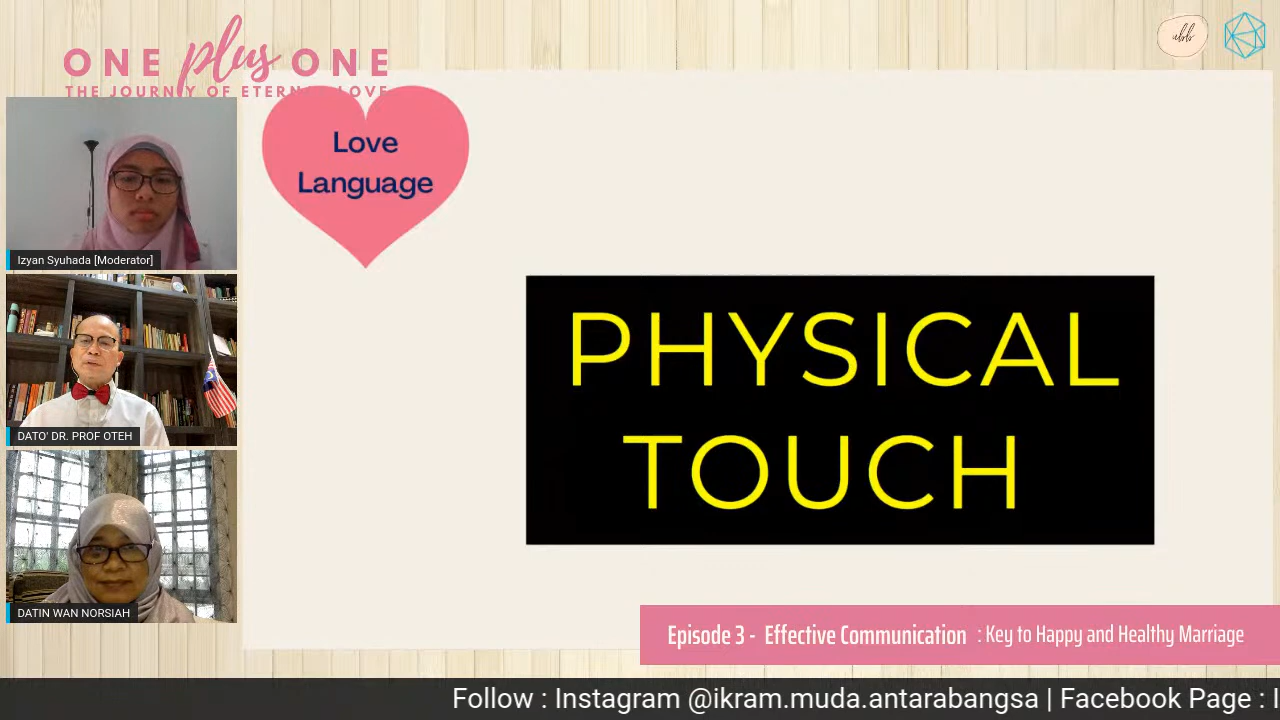 ONE plus ONE
THE JOURNEY OF ETERNAL LOVE
Love
Language
Izyan Syuhada [Moderator]
DATO' DR. PROF OTEH
DATIN WAN NORSIAH
PHYSICAL
TOUCH
Episode 3 - Effective Communication : Key to Happy and Healthy Marriage
Follow : Instagram @ikram.muda.antarabangsa | Facebook Page : I